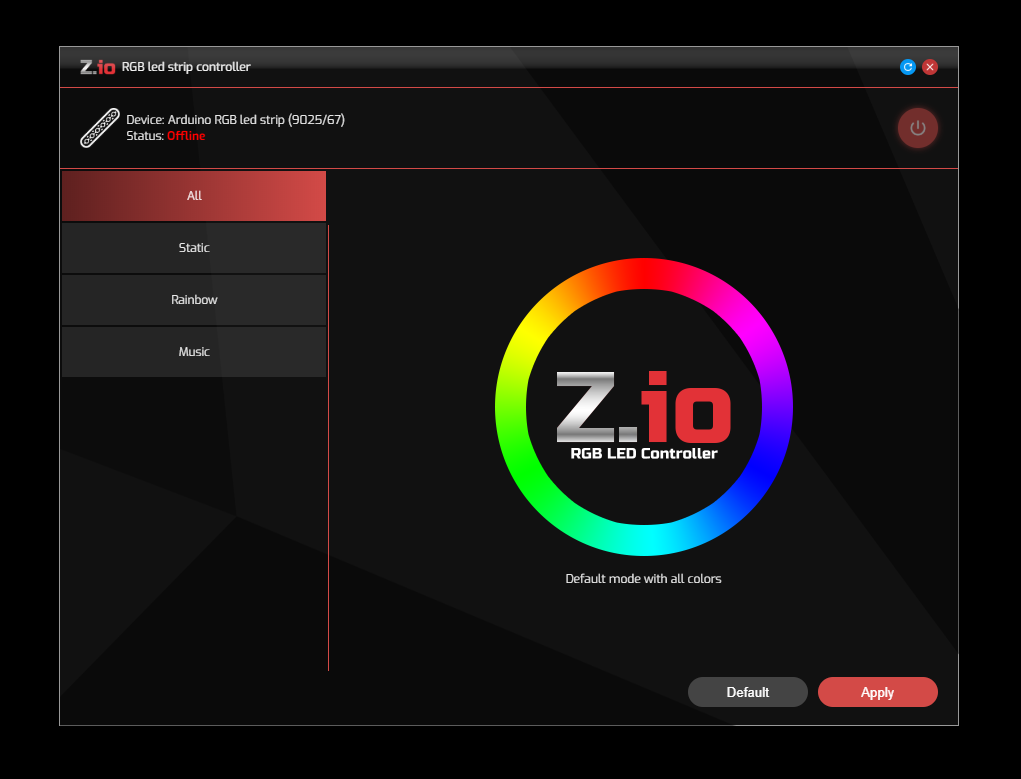 Z.io RGB led strip controller
Device: Arduino RGB led strip (9025/67)
Status: Offline
All
Static
Rainbow
Music
Z.io
RGB LED Controller
Default mode with all colors
Default
Apply